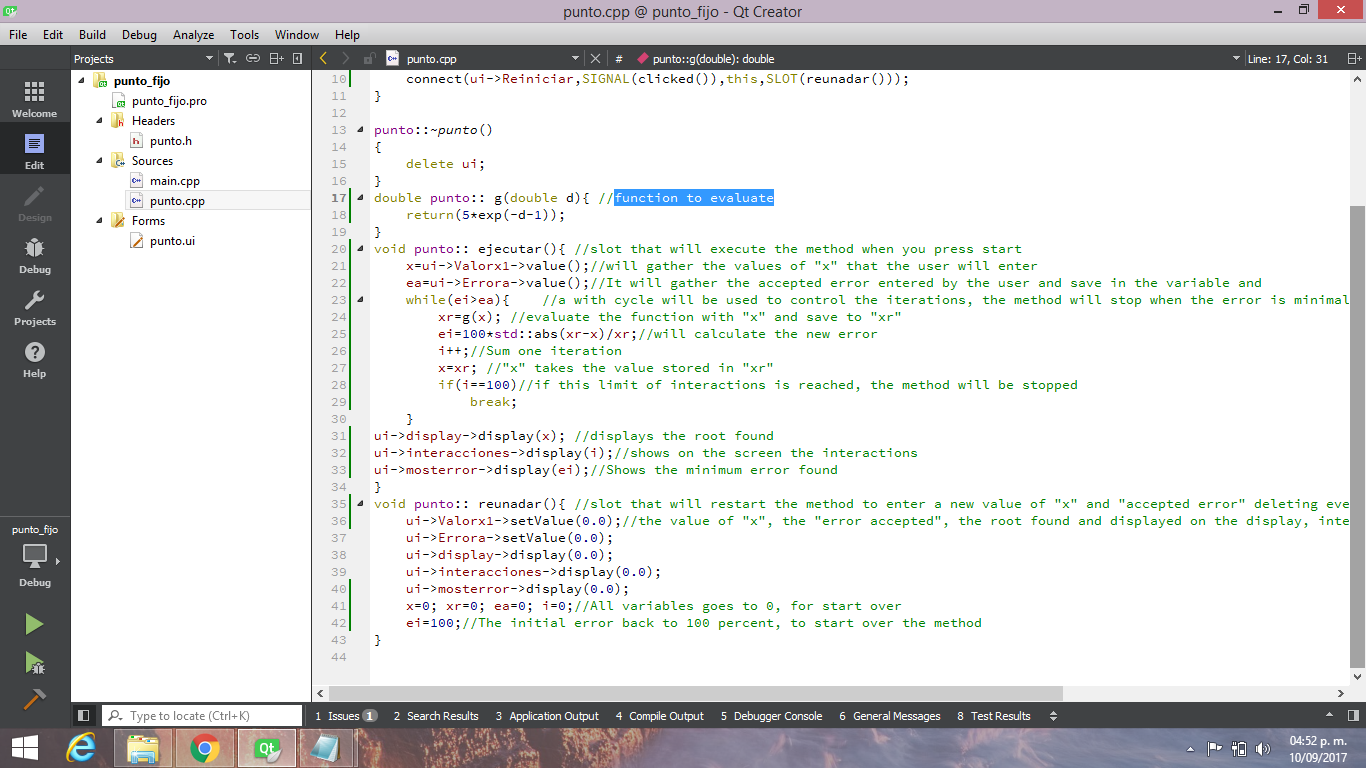 punto.cpp @ punto_fijo - Qt Creator
File Edit Build Debug Analyze Tools Window Help
Projects
punto.cpp
#
punto::g(double): double
Line: 17, Col: 31
Welcome
Edit
Design
Debug
Projects
Help
punto_fijo
Debug
punto_fijo
punto_fijo.pro
Headers
punto.h
Sources
main.cpp
punto.cpp
Forms
punto.ui
10 connect(ui->Reiniciar,SIGNAL(clicked()),this,SLOT(reunadar()));
11 }
12
13 punto::~punto()
14 {
15 delete ui;
16 }
17 double punto:: g(double d){ //function to evaluate
18 return(5*exp(-d-1));
19 }
20 void punto:: ejecutar(){ //slot that will execute the method when you press start
21 x=ui->Valorx1->value();//will gather the values of "x" that the user will enter
22 ea=ui->Errora->value();//It will gather the accepted error entered by the user and save in the variable and
23 while(ei>ea){ //a with cycle will be used to control the iterations, the method will stop when the error is minimal
24 xr=g(x); //evaluate the function with "x" and save to "xr"
25 ei=100*std::abs(xr-x)/xr;//will calculate the new error
26 i++;//Sum one iteration
27 x=xr; //"x" takes the value stored in "xr"
28 if(i==100)//if this limit of interactions is reached, the method will be stopped
29 break;
30 }
31 ui->display->display(x); //displays the root found
32 ui->interacciones->display(i);//shows on the screen the interactions
33 ui->mosterror->display(ei);//Shows the minimum error found
34 }
35 void punto:: reunadar(){ //slot that will restart the method to enter a new value of "x" and "accepted error" deleting eve
36 ui->Valorx1->setValue(0.0);//the value of "x", the "error accepted", the root found and displayed on the display, inte
37 ui->Errora->setValue(0.0);
38 ui->display->display(0.0);
39 ui->interacciones->display(0.0);
40 ui->mosterror->display(0.0);
41 x=0; xr=0; ea=0; i=0;//All variables goes to 0, for start over
42 ei=100;//The initial error back to 100 percent, to start over the method
43 }
44
Type to locate (Ctrl+K)
1 Issues 1 2 Search Results 3 Application Output 4 Compile Output 5 Debugger Console 6 General Messages 8 Test Results
04:52 p. m.
10/09/2017